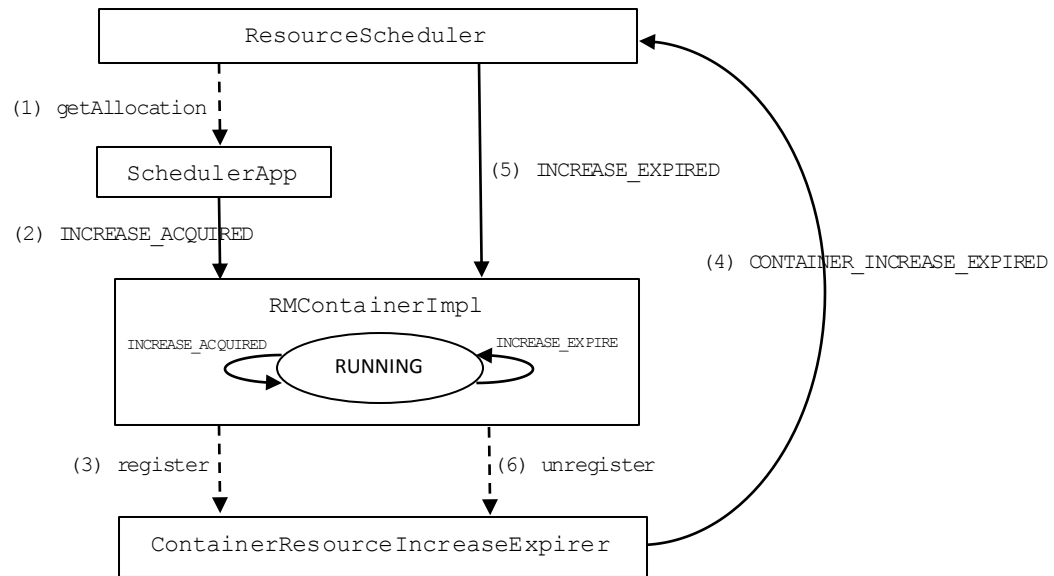 ResourceScheduler
(1) getAllocation
SchedulerApp
(5) INCREASE_EXPIRED
(2) INCREASE_ACQUIRED
(4) CONTAINER_INCREASE_EXPIRED
RMContainerImpl
INCREASE_ACQUIRED
INCREASE_EXPIRE
RUNNING
(3) register
(6) unregister
ContainerResourceIncreaseExpirer